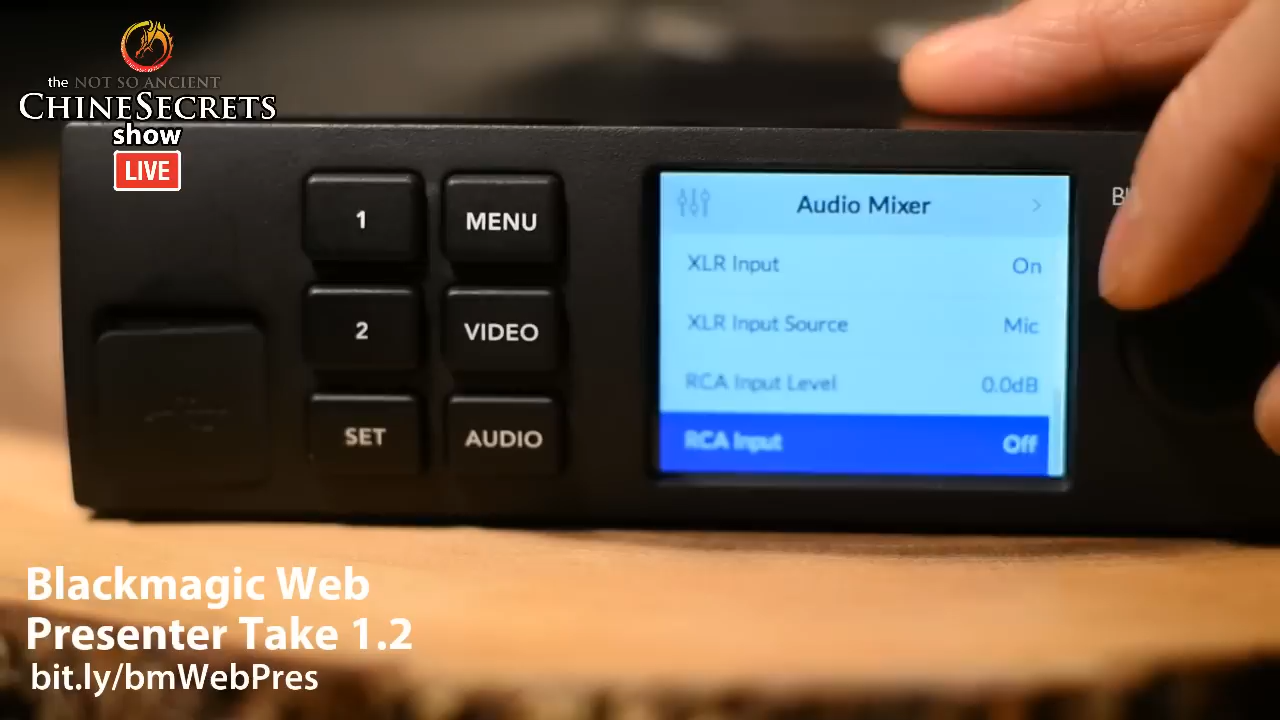 the NOT SO ANCIENT
CHINESECRETS
show
LIVE
1
MENU
2
VIDEO
SET
AUDIO
Audio Mixer
XLR Input On
XLR Input Source Mic
RCA Input Level 0.0dB
RCA Input Off
Blackmagic Web
Presenter Take 1.2
bit.ly/bmWebPres